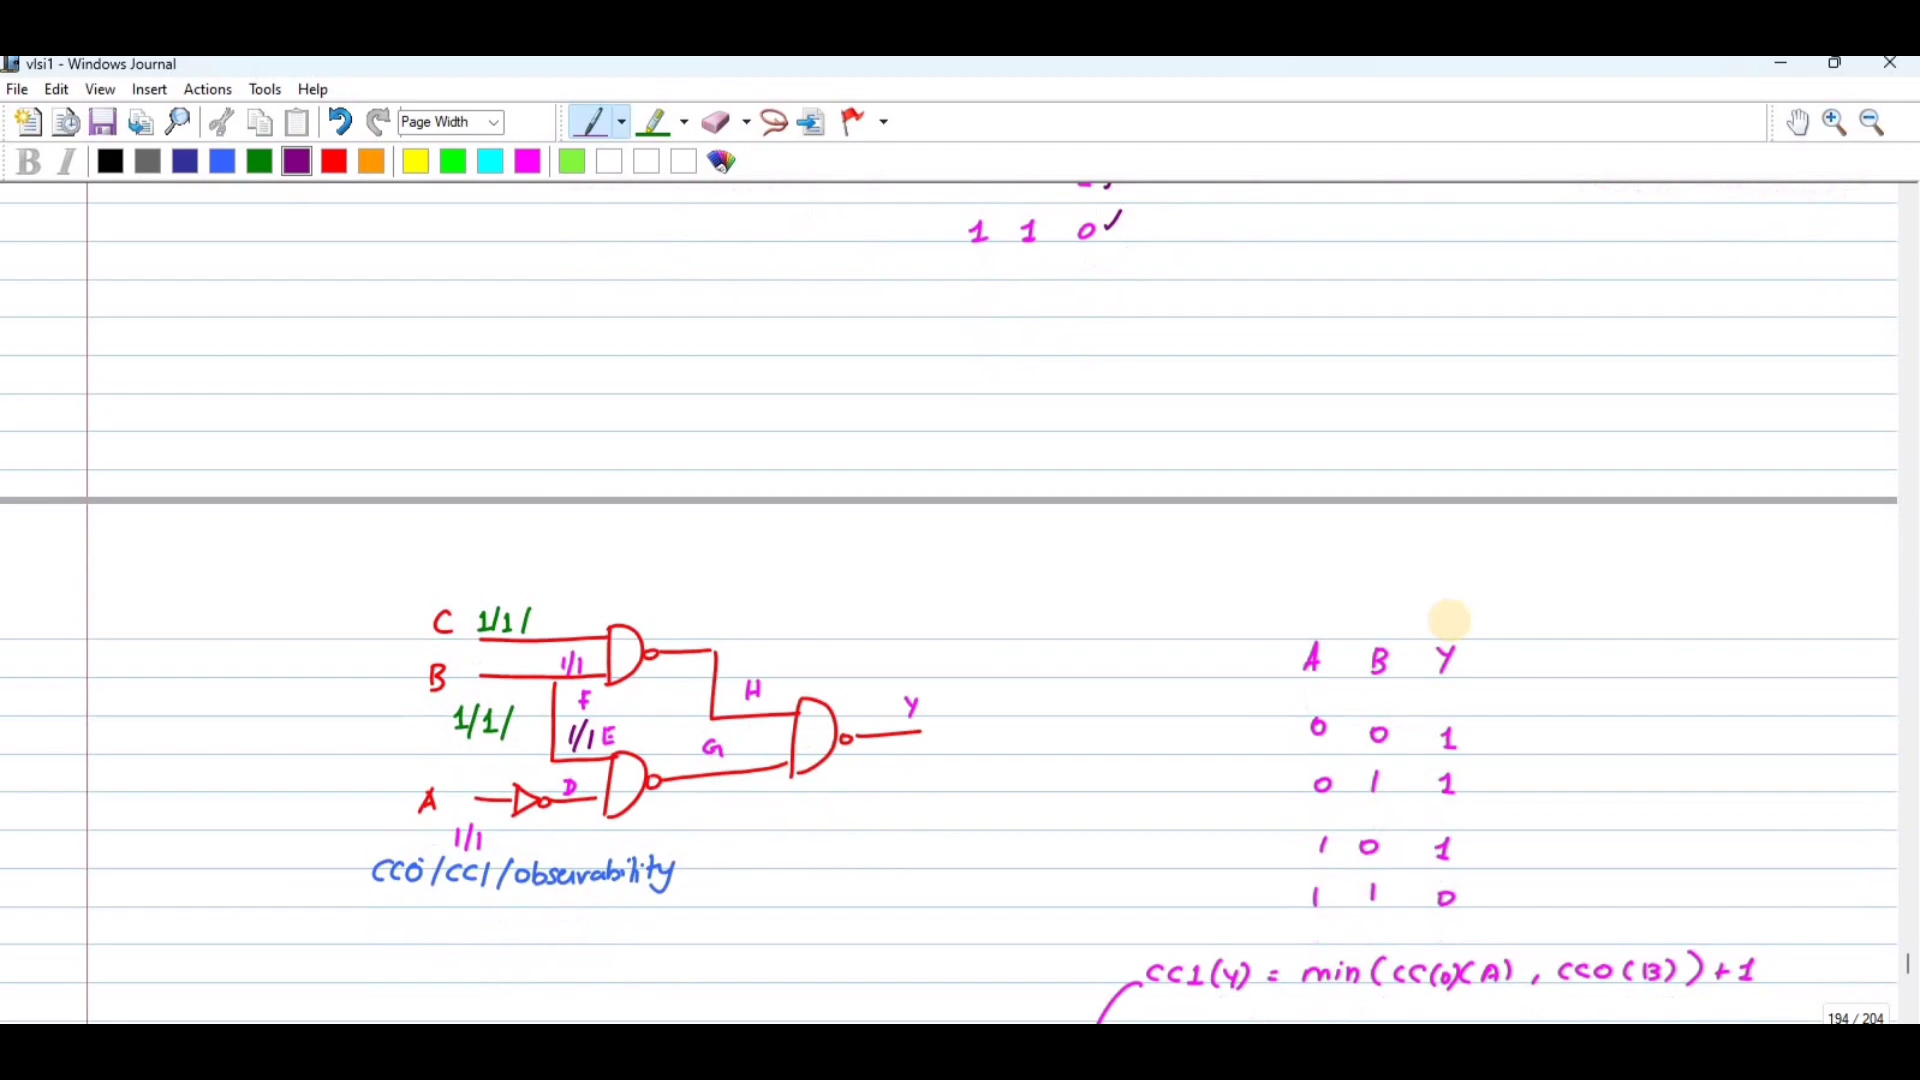 vlsi1 - Windows Journal
File Edit View Insert Actions Tools Help
Page Width
B I
1 1 0✓
C 1/1/
1/1
B
F
H
Y
1/1/
1/1 E
G
D
A
1/1
CC0/CC1/observability
A B Y
0 0 1
0 1 1
1 0 1
1 1 0
CC1(Y) = min(CC(0)(A), CC0(B))+1
194 / 204